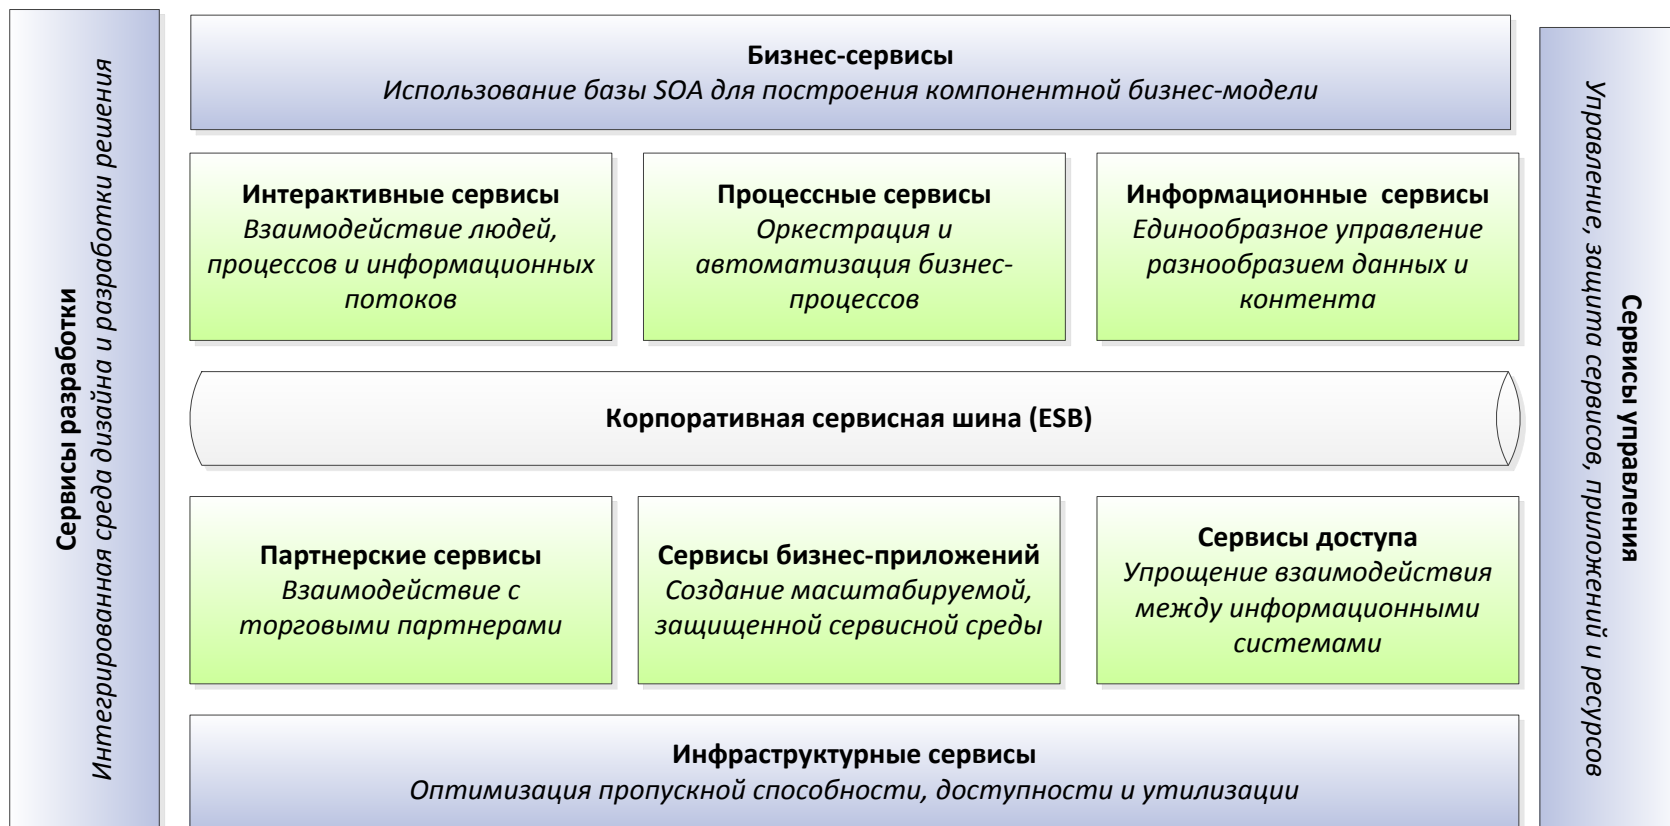 Сервисы разработки
Интегрированная среда дизайна и разработки решения
Бизнес-сервисы
Использование базы SOA для построения компонентной бизнес-модели
Интерактивные сервисы
Взаимодействие людей,
процессов и информационных
потоков
Процессные сервисы
Оркестрация и
автоматизация бизнес-
процессов
Информационные сервисы
Единообразное управление
разнообразием данных и
контента
Корпоративная сервисная шина (ESB)
Партнерские сервисы
Взаимодействие с
торговыми партнерами
Сервисы бизнес-приложений
Создание масштабируемой,
защищенной сервисной среды
Сервисы доступа
Упрощение взаимодействия
между информационными
системами
Инфраструктурные сервисы
Оптимизация пропускной способности, доступности и утилизации
Сервисы управления
Управление, защита сервисов, приложений и ресурсов